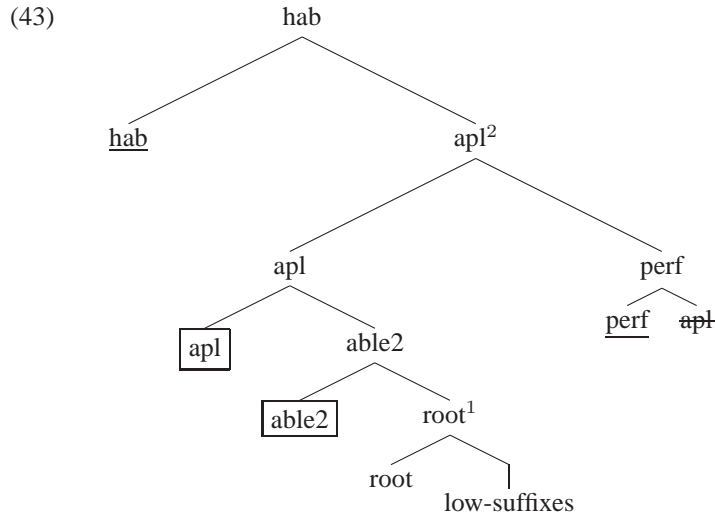 (43) hab
hab apl²
apl perf
apl able2 perf apl
able2 root¹
root low-suffixes